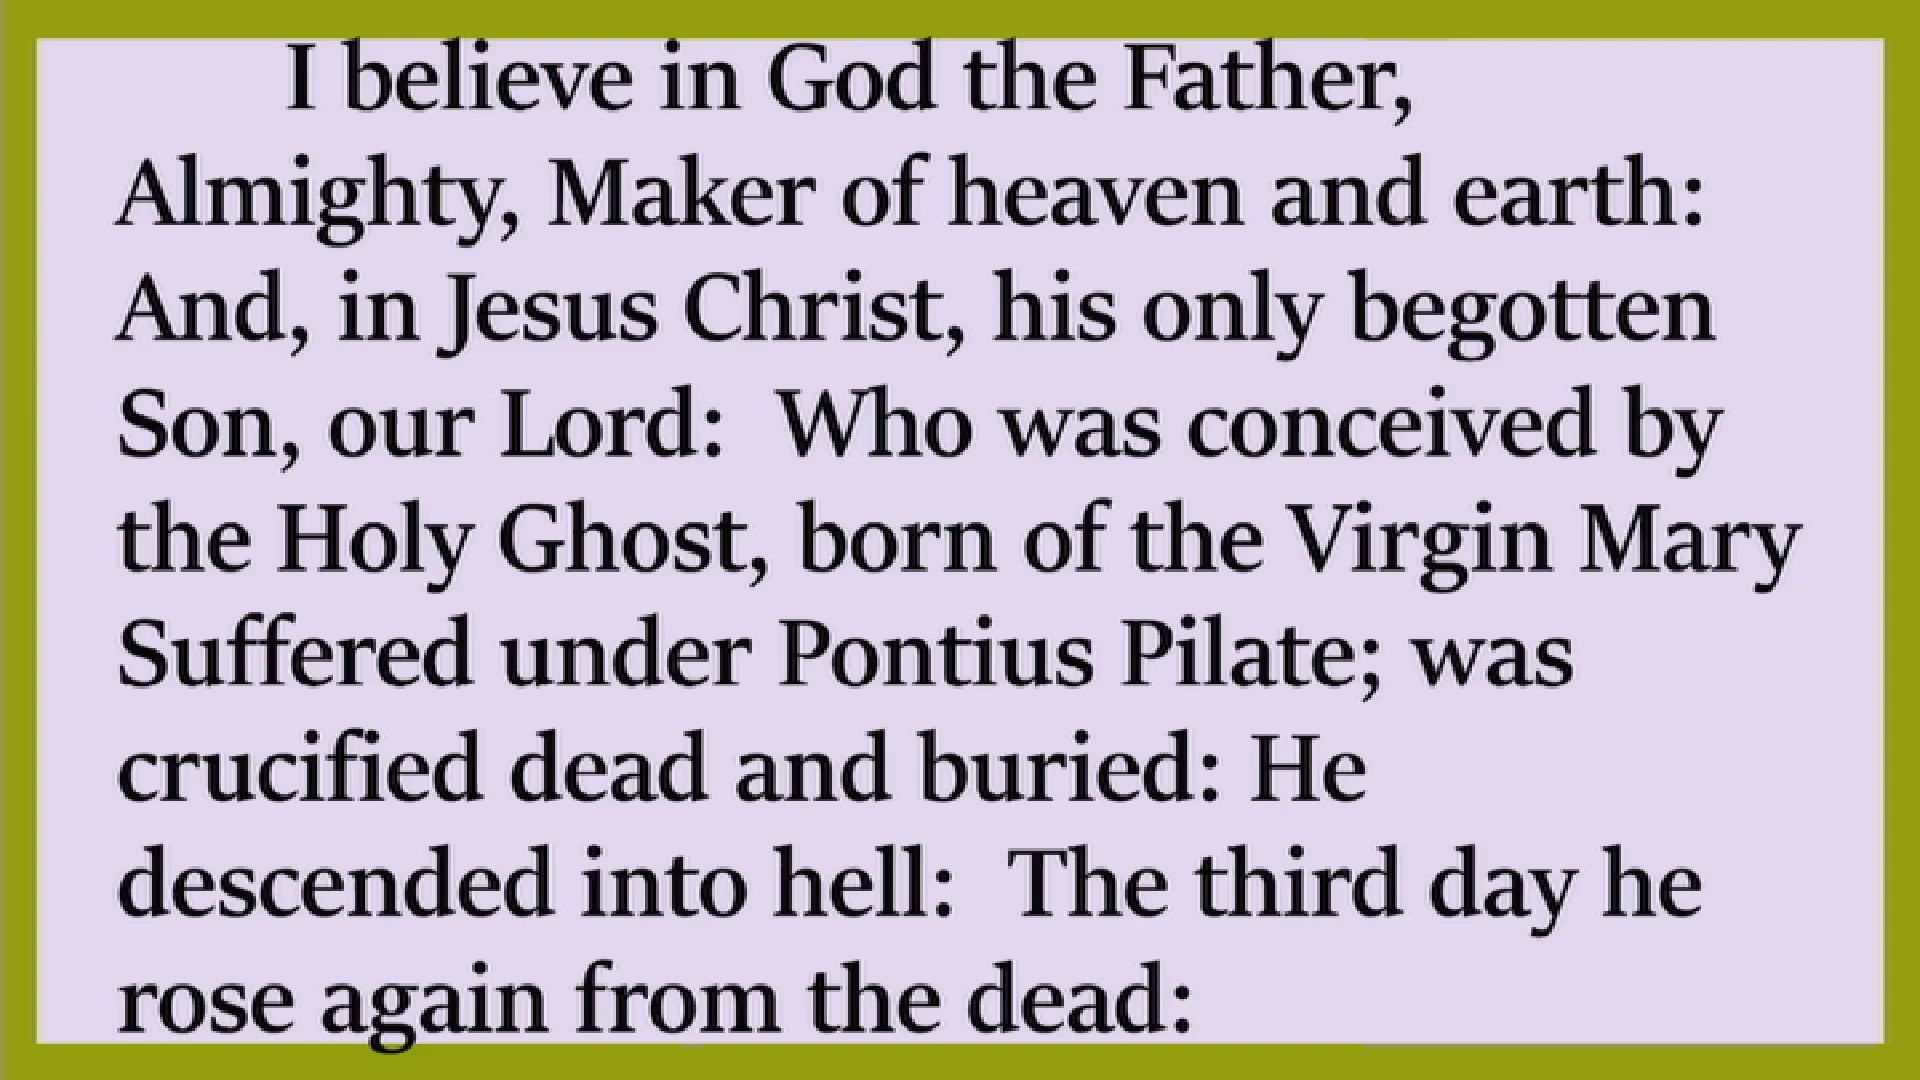 I believe in God the Father,
Almighty, Maker of heaven and earth:
And, in Jesus Christ, his only begotten
Son, our Lord:  Who was conceived by
the Holy Ghost, born of the Virgin Mary
Suffered under Pontius Pilate; was
crucified dead and buried: He
descended into hell:  The third day he
rose again from the dead: